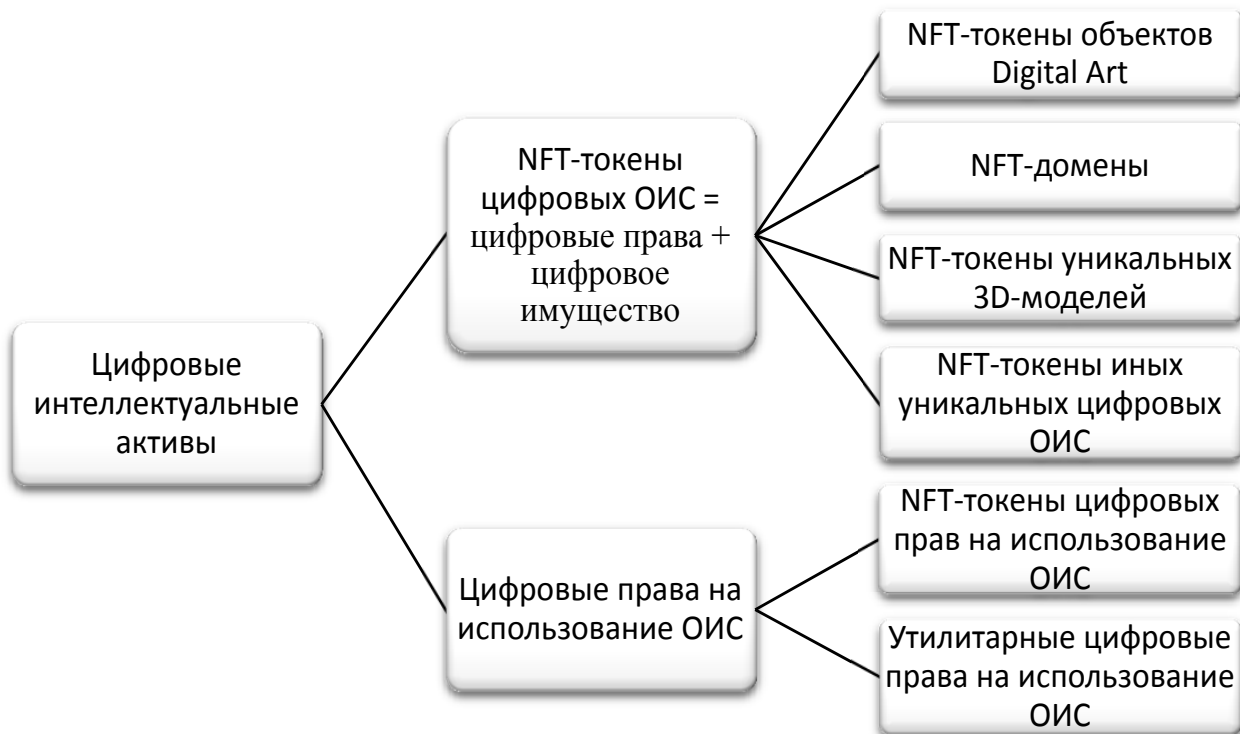 NFT-токены объектов
Digital Art
NFT-токены
цифровых ОИС =
цифровые права +
цифровое
имущество
NFT-домены
NFT-токены уникальных
3D-моделей
Цифровые
интеллектуальные
активы
NFT-токены иных
уникальных цифровых
ОИС
Цифровые права на
использование ОИС
NFT-токены цифровых
прав на использование
ОИС
Утилитарные цифровые
права на использование
ОИС